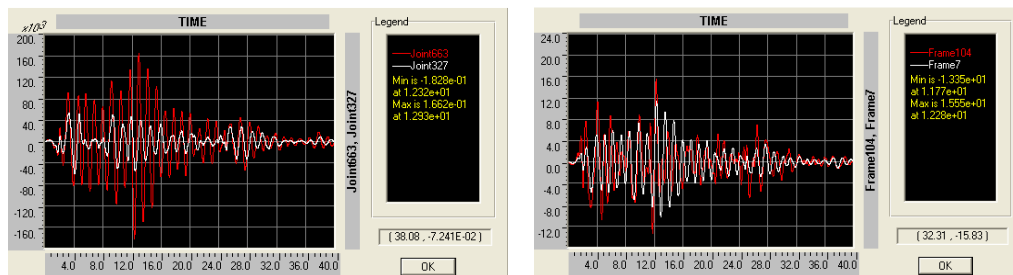 TIME
x10-3
200.
160.
120.
80.
40.
0.
-40.
-80.
-120.
-160.
4.0 8.0 12.0 16.0 20.0 24.0 28.0 32.0 36.0 40.0
Joint663, Joint327
Legend
Joint663
Joint327
Min is -1.828e-01
at 1.232e+01
Max is 1.662e-01
at 1.293e+01
( 38.08 , -7.241E-02 )
OK
TIME
24.0
20.0
16.0
12.0
8.0
4.0
0.0
-4.0
-8.0
-12.0
4.0 8.0 12.0 16.0 20.0 24.0 28.0 32.0 36.0 40.0
Frame104, Frame7
Legend
Frame104
Frame7
Min is -1.335e+01
at 1.177e+01
Max is 1.555e+01
at 1.228e+01
( 32.31 , -15.83 )
OK